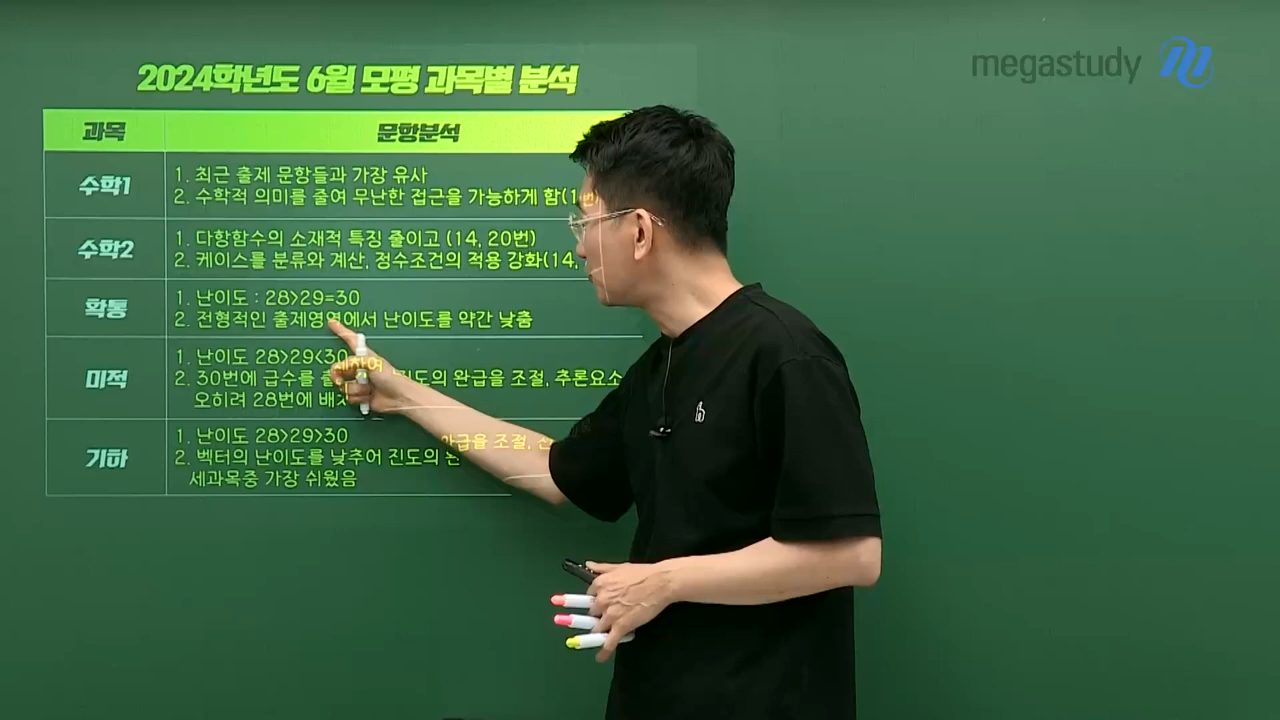 megastudy
2024학년도 6월 모평 과목별 분석
과목 문항분석
수학1
1. 최근 출제 문항들과 가장 유사
2. 수학적 의미를 줄여 무난한 접근을 가능하게 함(1
수학2
1. 다항함수의 소재적 특징 줄이고 (14, 20번)
2. 케이스를 분류와 계산, 정수조건의 적용 강화(14,
확통
1. 난이도 : 28>29=30
2. 전형적인 출제영역에서 난이도를 약간 낮춤
미적
1. 난이도 28>29<30
2. 30번에 급수를 출 진도의 완급을 조절, 추론요소
오히려 28번에 배치
기하
1. 난이도 28>29>30
2. 벡터의 난이도를 낮추어 진도의 완급을 조절,
세과목중 가장 쉬웠음